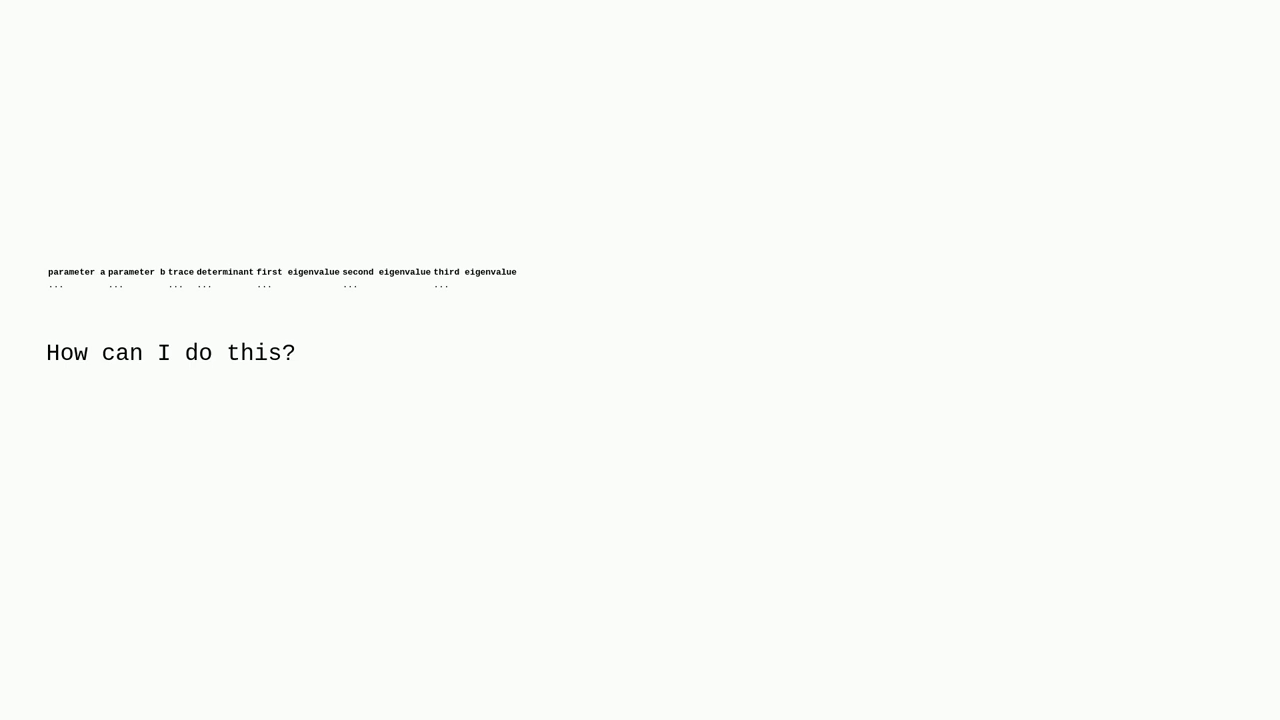 parameter a parameter b trace determinant first eigenvalue second eigenvalue third eigenvalue
... ... ... ... ... ... ...
How can I do this?